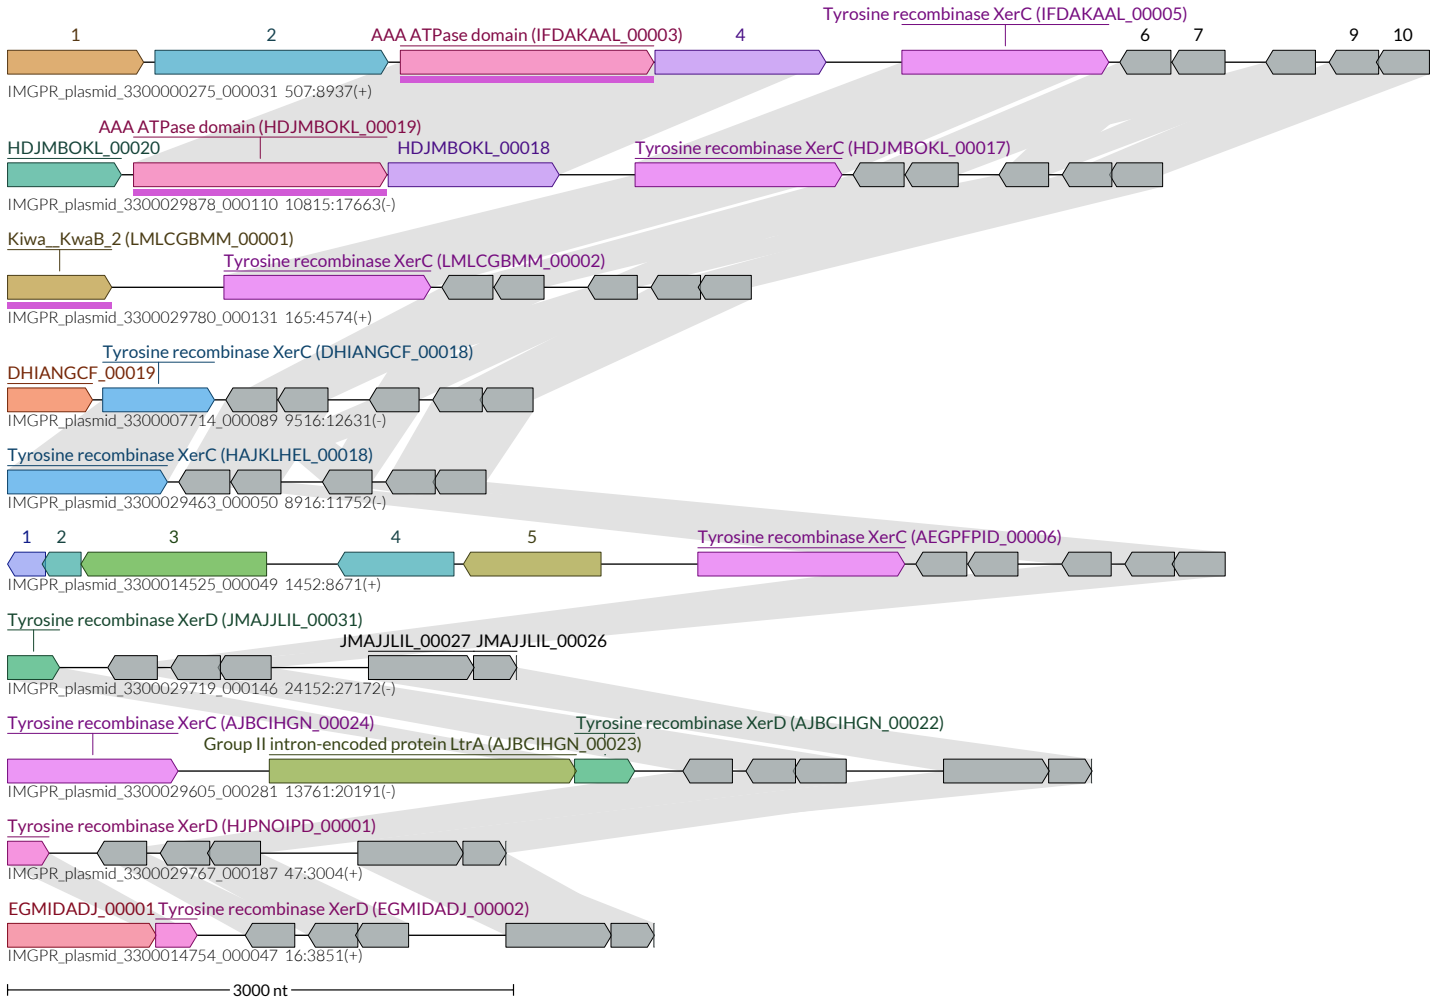 Tyrosine recombinase XerC (IFDAKAAL_00005)
1 2 AAA ATPase domain (IFDAKAAL_00003) 4 6 7 9 10
IMGPR_plasmid_3300000275_000031 507:8937(+)
AAA ATPase domain (HDJMBOKL_00019)
HDJMBOKL_00020 HDJMBOKL_00018 Tyrosine recombinase XerC (HDJMBOKL_00017)
IMGPR_plasmid_3300029878_000110 10815:17663(-)
Kiwa__KwaB_2 (LMLCGBMM_00001)
Tyrosine recombinase XerC (LMLCGBMM_00002)
IMGPR_plasmid_3300029780_000131 165:4574(+)
Tyrosine recombinase XerC (DHIANGCF_00018)
DHIANGCF_00019
IMGPR_plasmid_3300007714_000089 9516:12631(-)
Tyrosine recombinase XerC (HAJKLHEL_00018)
IMGPR_plasmid_3300029463_000050 8916:11752(-)
1 2 3 4 5 Tyrosine recombinase XerC (AEGPFPID_00006)
IMGPR_plasmid_3300014525_000049 1452:8671(+)
Tyrosine recombinase XerD (JMAJJLIL_00031)
JMAJJLIL_00027 JMAJJLIL_00026
IMGPR_plasmid_3300029719_000146 24152:27172(-)
Tyrosine recombinase XerC (AJBCIHGN_00024) Tyrosine recombinase XerD (AJBCIHGN_00022)
Group II intron-encoded protein LtrA (AJBCIHGN_00023)
IMGPR_plasmid_3300029605_000281 13761:20191(-)
Tyrosine recombinase XerD (HJPNOIPD_00001)
IMGPR_plasmid_3300029767_000187 47:3004(+)
EGMIDADJ_00001 Tyrosine recombinase XerD (EGMIDADJ_00002)
IMGPR_plasmid_3300014754_000047 16:3851(+)
3000 nt